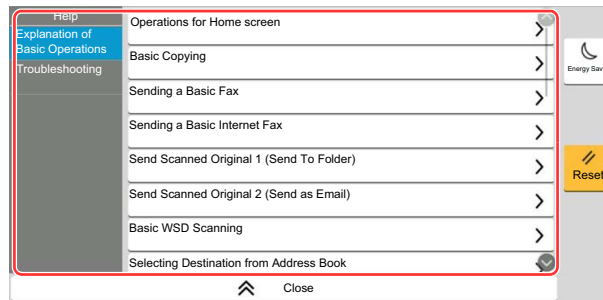 Help
Explanation of
Basic Operations
Troubleshooting
Operations for Home screen
Basic Copying
Sending a Basic Fax
Sending a Basic Internet Fax
Send Scanned Original 1 (Send To Folder)
Send Scanned Original 2 (Send as Email)
Basic WSD Scanning
Selecting Destination from Address Book
Energy Sav
Reset
Close